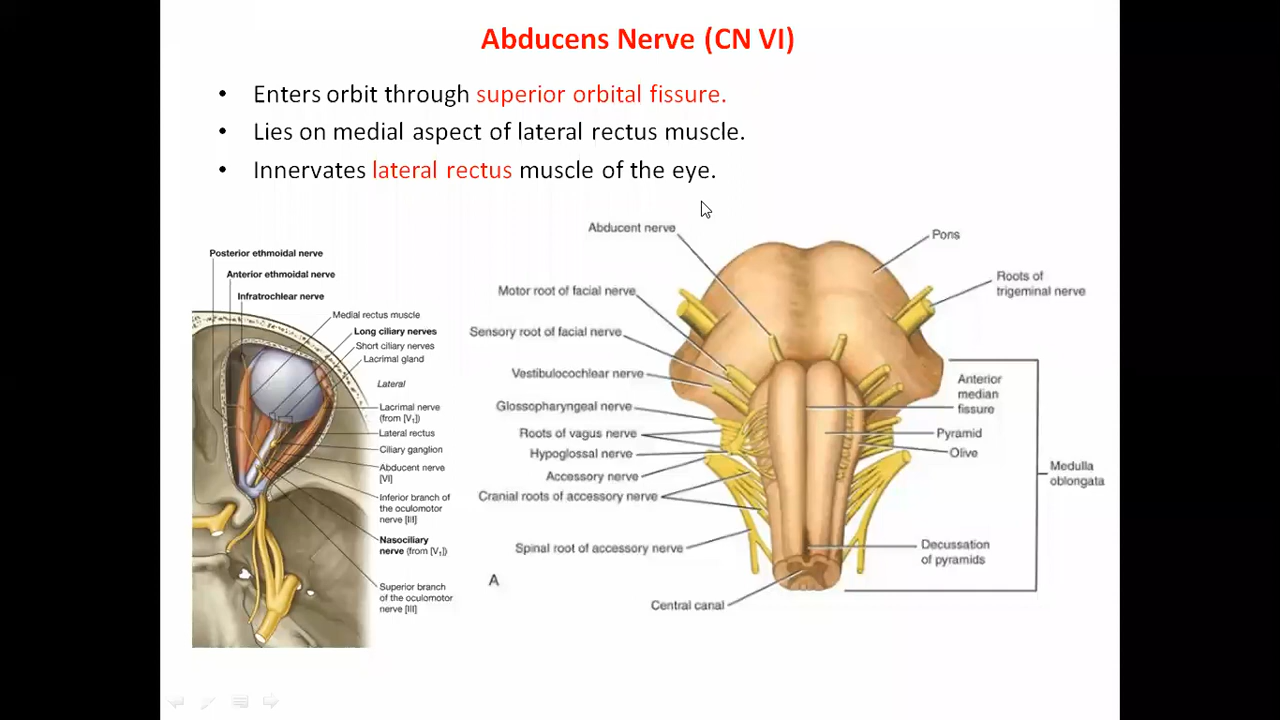 Abducens Nerve (CN VI)
• Enters orbit through superior orbital fissure.
• Lies on medial aspect of lateral rectus muscle.
• Innervates lateral rectus muscle of the eye.
Posterior ethmoidal nerve
Anterior ethmoidal nerve
Infratrochlear nerve
Medial rectus muscle
Long ciliary nerves
Short ciliary nerves
Lacrimal gland
Lateral
Lacrimal nerve
(from [V₁])
Lateral rectus
Ciliary ganglion
Abducent nerve
[VI]
Inferior branch of
the oculomotor
nerve [III]
Nasociliary
nerve (from [V₁])
Superior branch
of the oculomotor
nerve [III]
Abducent nerve
Motor root of facial nerve
Sensory root of facial nerve
Vestibulocochlear nerve
Glossopharyngeal nerve
Roots of vagus nerve
Hypoglossal nerve
Accessory nerve
Cranial roots of accessory nerve
Spinal root of accessory nerve
A
Central canal
Pons
Roots of
trigeminal nerve
Anterior
median
fissure
Pyramid
Olive
Medulla
oblongata
Decussation
of pyramids